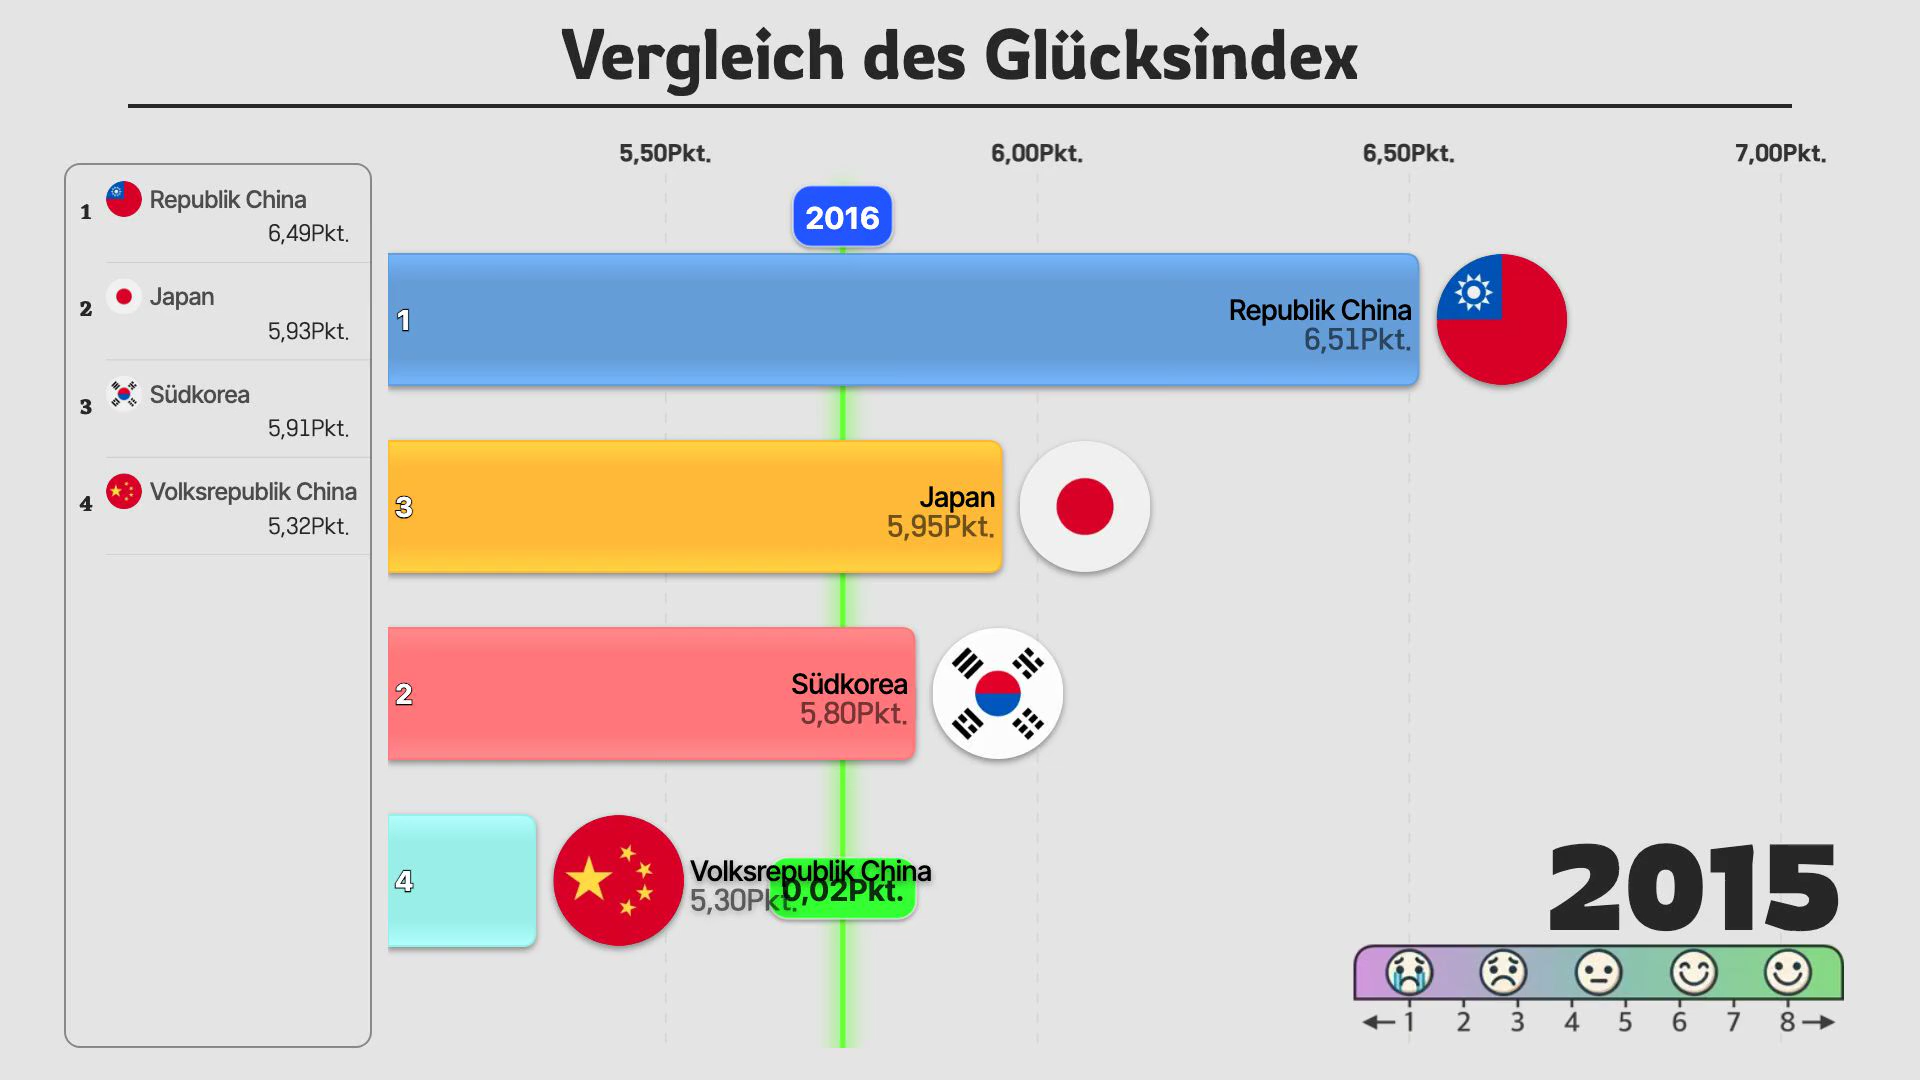 Vergleich des Glücksindex
5,50Pkt.
6,00Pkt.
6,50Pkt.
7,00Pkt.
1
Republik China
6,49Pkt.
2
Japan
5,93Pkt.
3
Südkorea
5,91Pkt.
4
Volksrepublik China
5,32Pkt.
2016
1
Republik China
6,51Pkt.
3
Japan
5,95Pkt.
2
Südkorea
5,80Pkt.
4
Volksrepublik China
5,30Pkt.
0,02Pkt.
2015
1 2 3 4 5 6 7 8